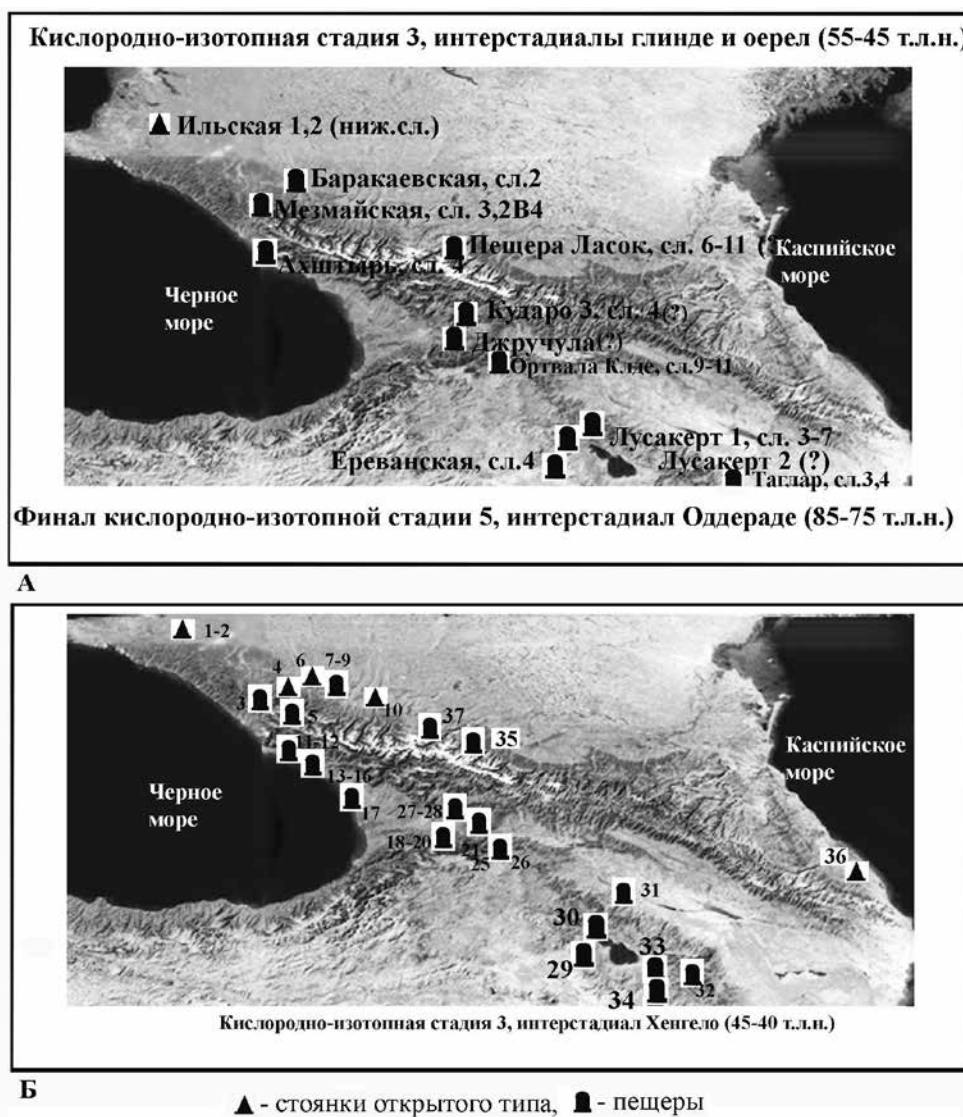 Кислородно-изотопная стадия 3, интерстадиалы глинде и оерел (55-45 т.л.н.)
Ильская 1,2 (ниж.сл.)
Баракаевская, сл.2
Мезмайская, сл. 3,2В4
Пещера Ласок, сл. 6-11 (?
Каспийское
море
Ахштырь, сл. 4
Черное
море
Кударо 3. сл. 4(?)
Джручула(?)
Ортвала Клде, сл.9-11
Лусакерт 1, сл. 3-7
Ереванская, сл.4
Лусакерт 2 (?)
Таглар, сл.3,4
Финал кислородно-изотопной стадии 5, интерстадиал Оддераде (85-75 т.л.н.)
А
1-2
4
6
7-9
3
5
10
37
35
11-12
Каспийское
море
Черное
море
13-16
17
27-28
18-20
21-
25
26
36
31
30
29
33
32
34
Кислородно-изотопная стадия 3, интерстадиал Хенгело (45-40 т.л.н.)
Б
- стоянки открытого типа, - пещеры